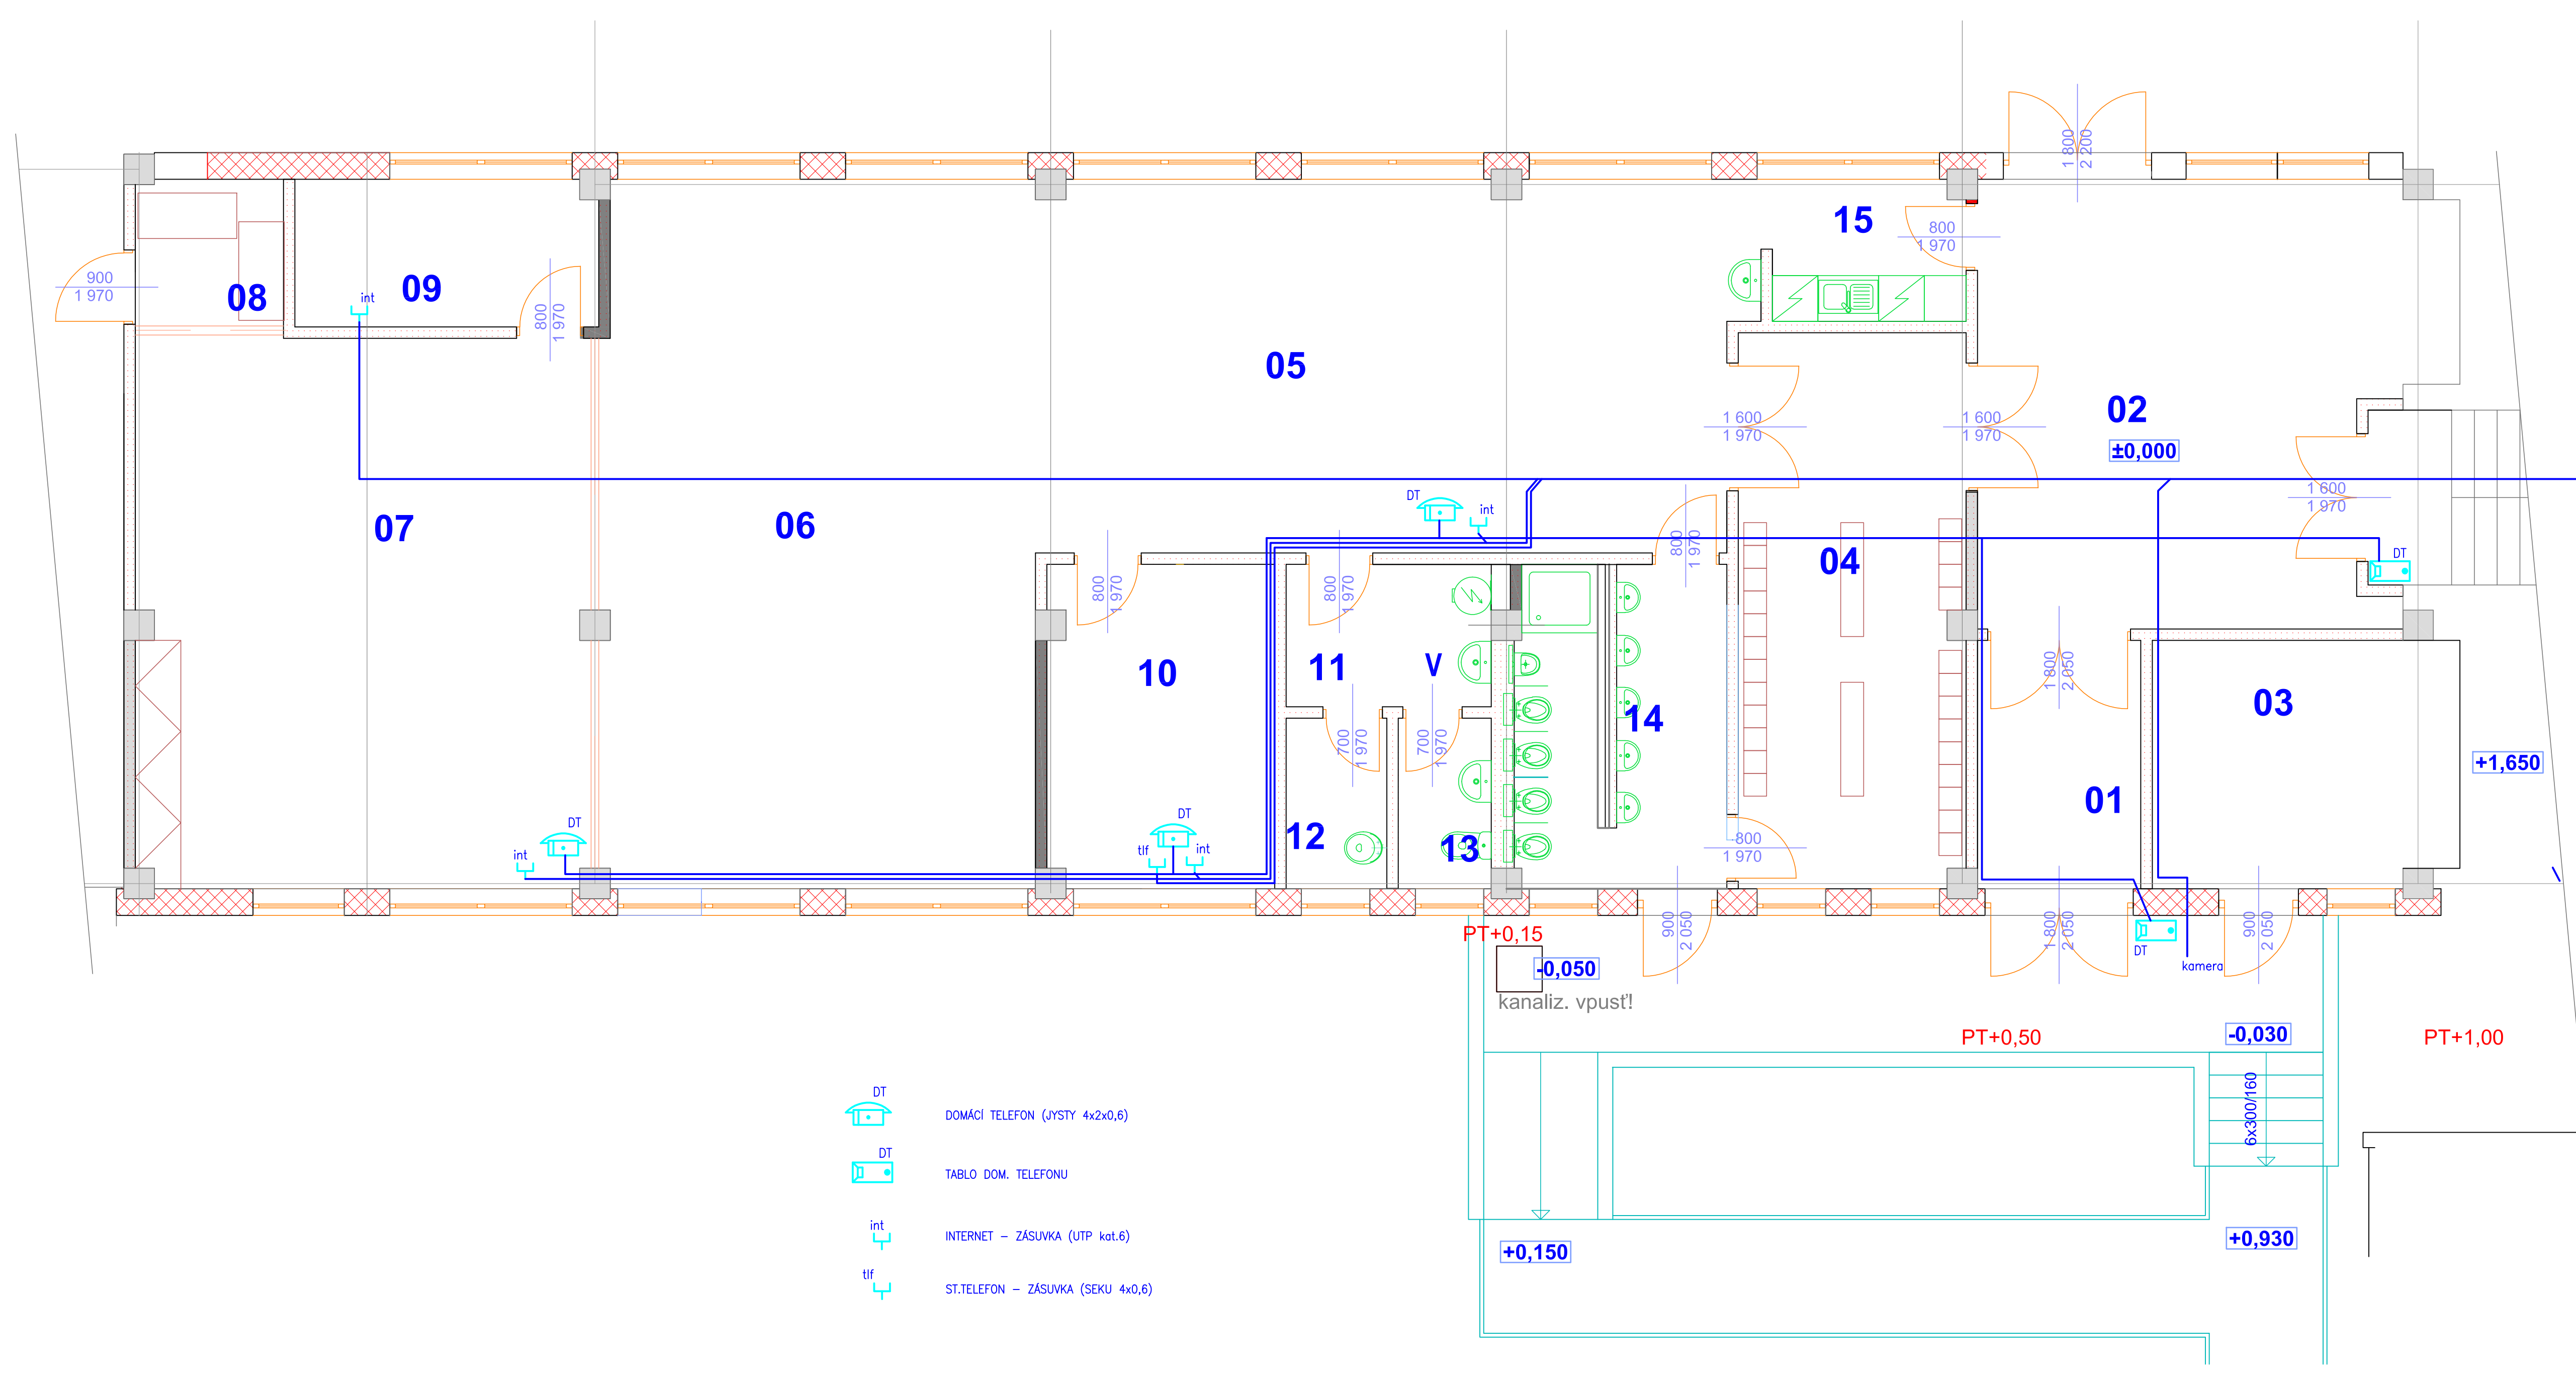 1 800
2 200
15
800
1 970
900
1 970
08
int
09
800
1 970
05
1 600
1 970
1 600
1 970
02
±0,000
1 600
1 970
07
06
DT
int
800
1 970
800
1 970
800
1 970
04
DT
10
11
V
14
1 800
2 050
03
700
1 970
700
1 970
+1,650
01
DT
int
DT
tlf
int
12
13
800
1 970
PT+0,15
900
2 050
1 800
2 050
900
2 050
DT
kamera
-0,050
kanaliz. vpusť!
PT+0,50
-0,030
PT+1,00
6x300/160
DT
DOMÁCÍ TELEFON (JYSTY 4x2x0,6)
DT
TABLO DOM. TELEFONU
int
INTERNET – ZÁSUVKA (UTP kat.6)
tlf
ST.TELEFON – ZÁSUVKA (SEKU 4x0,6)
+0,150
+0,930